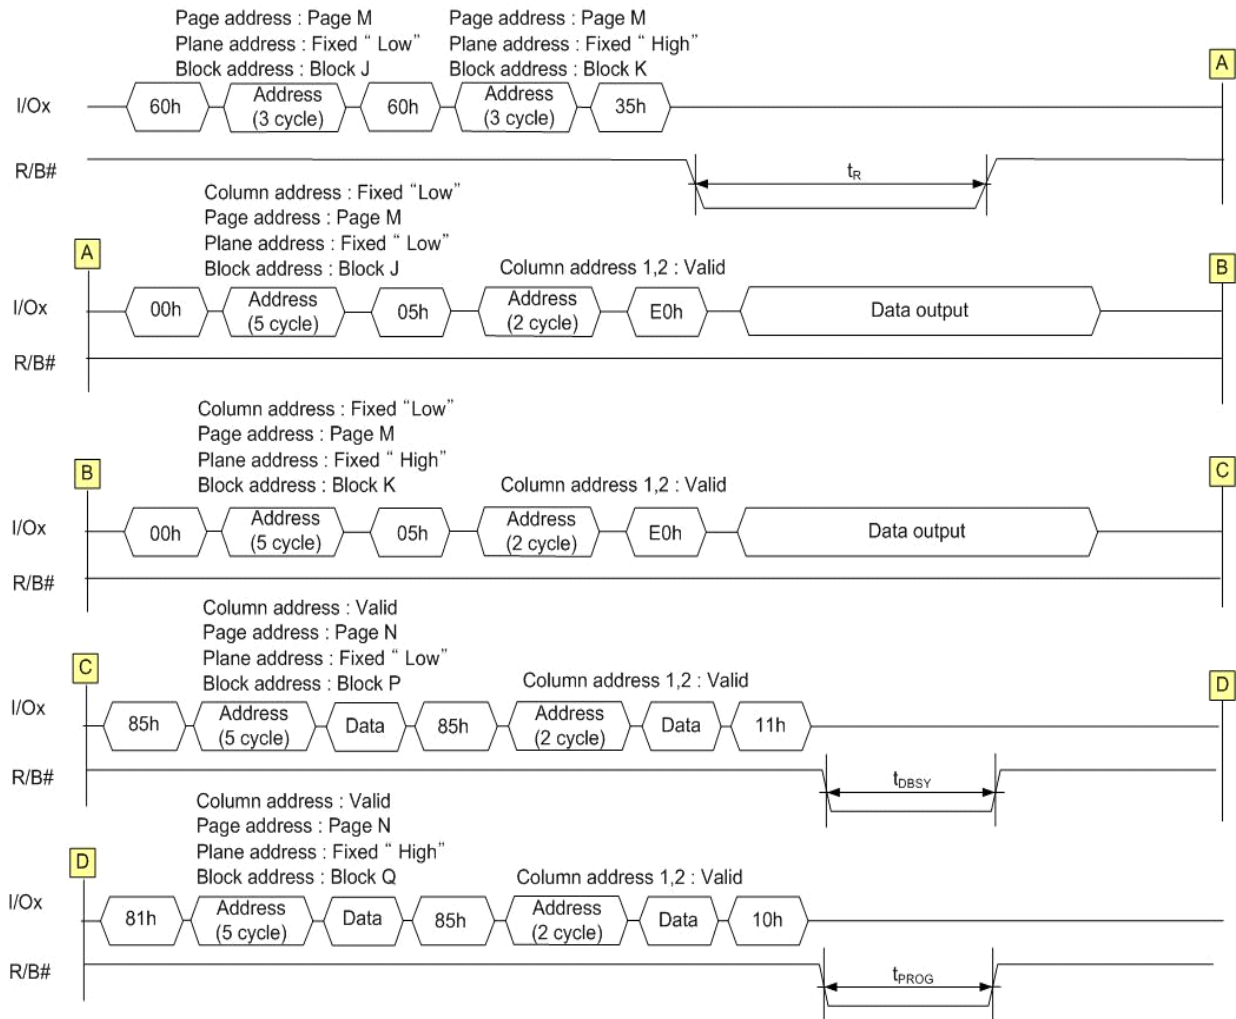 Page address : Page M
Plane address : Fixed “ Low”
Block address : Block J
Page address : Page M
Plane address : Fixed “ High”
Block address : Block K
A
I/Ox
60h
Address
(3 cycle)
60h
Address
(3 cycle)
35h
R/B#
tR
Column address : Fixed “Low”
Page address : Page M
Plane address : Fixed “ Low”
Block address : Block J
Column address 1,2 : Valid
A
B
I/Ox
00h
Address
(5 cycle)
05h
Address
(2 cycle)
E0h
Data output
R/B#
Column address : Fixed “Low”
Page address : Page M
Plane address : Fixed “ High”
Block address : Block K
Column address 1,2 : Valid
B
C
I/Ox
00h
Address
(5 cycle)
05h
Address
(2 cycle)
E0h
Data output
R/B#
Column address : Valid
Page address : Page N
Plane address : Fixed “ Low”
Block address : Block P
Column address 1,2 : Valid
C
D
I/Ox
85h
Address
(5 cycle)
Data
85h
Address
(2 cycle)
Data
11h
R/B#
tDBSY
Column address : Valid
Page address : Page N
Plane address : Fixed “ High”
Block address : Block Q
Column address 1,2 : Valid
D
I/Ox
81h
Address
(5 cycle)
Data
85h
Address
(2 cycle)
Data
10h
R/B#
tPROG